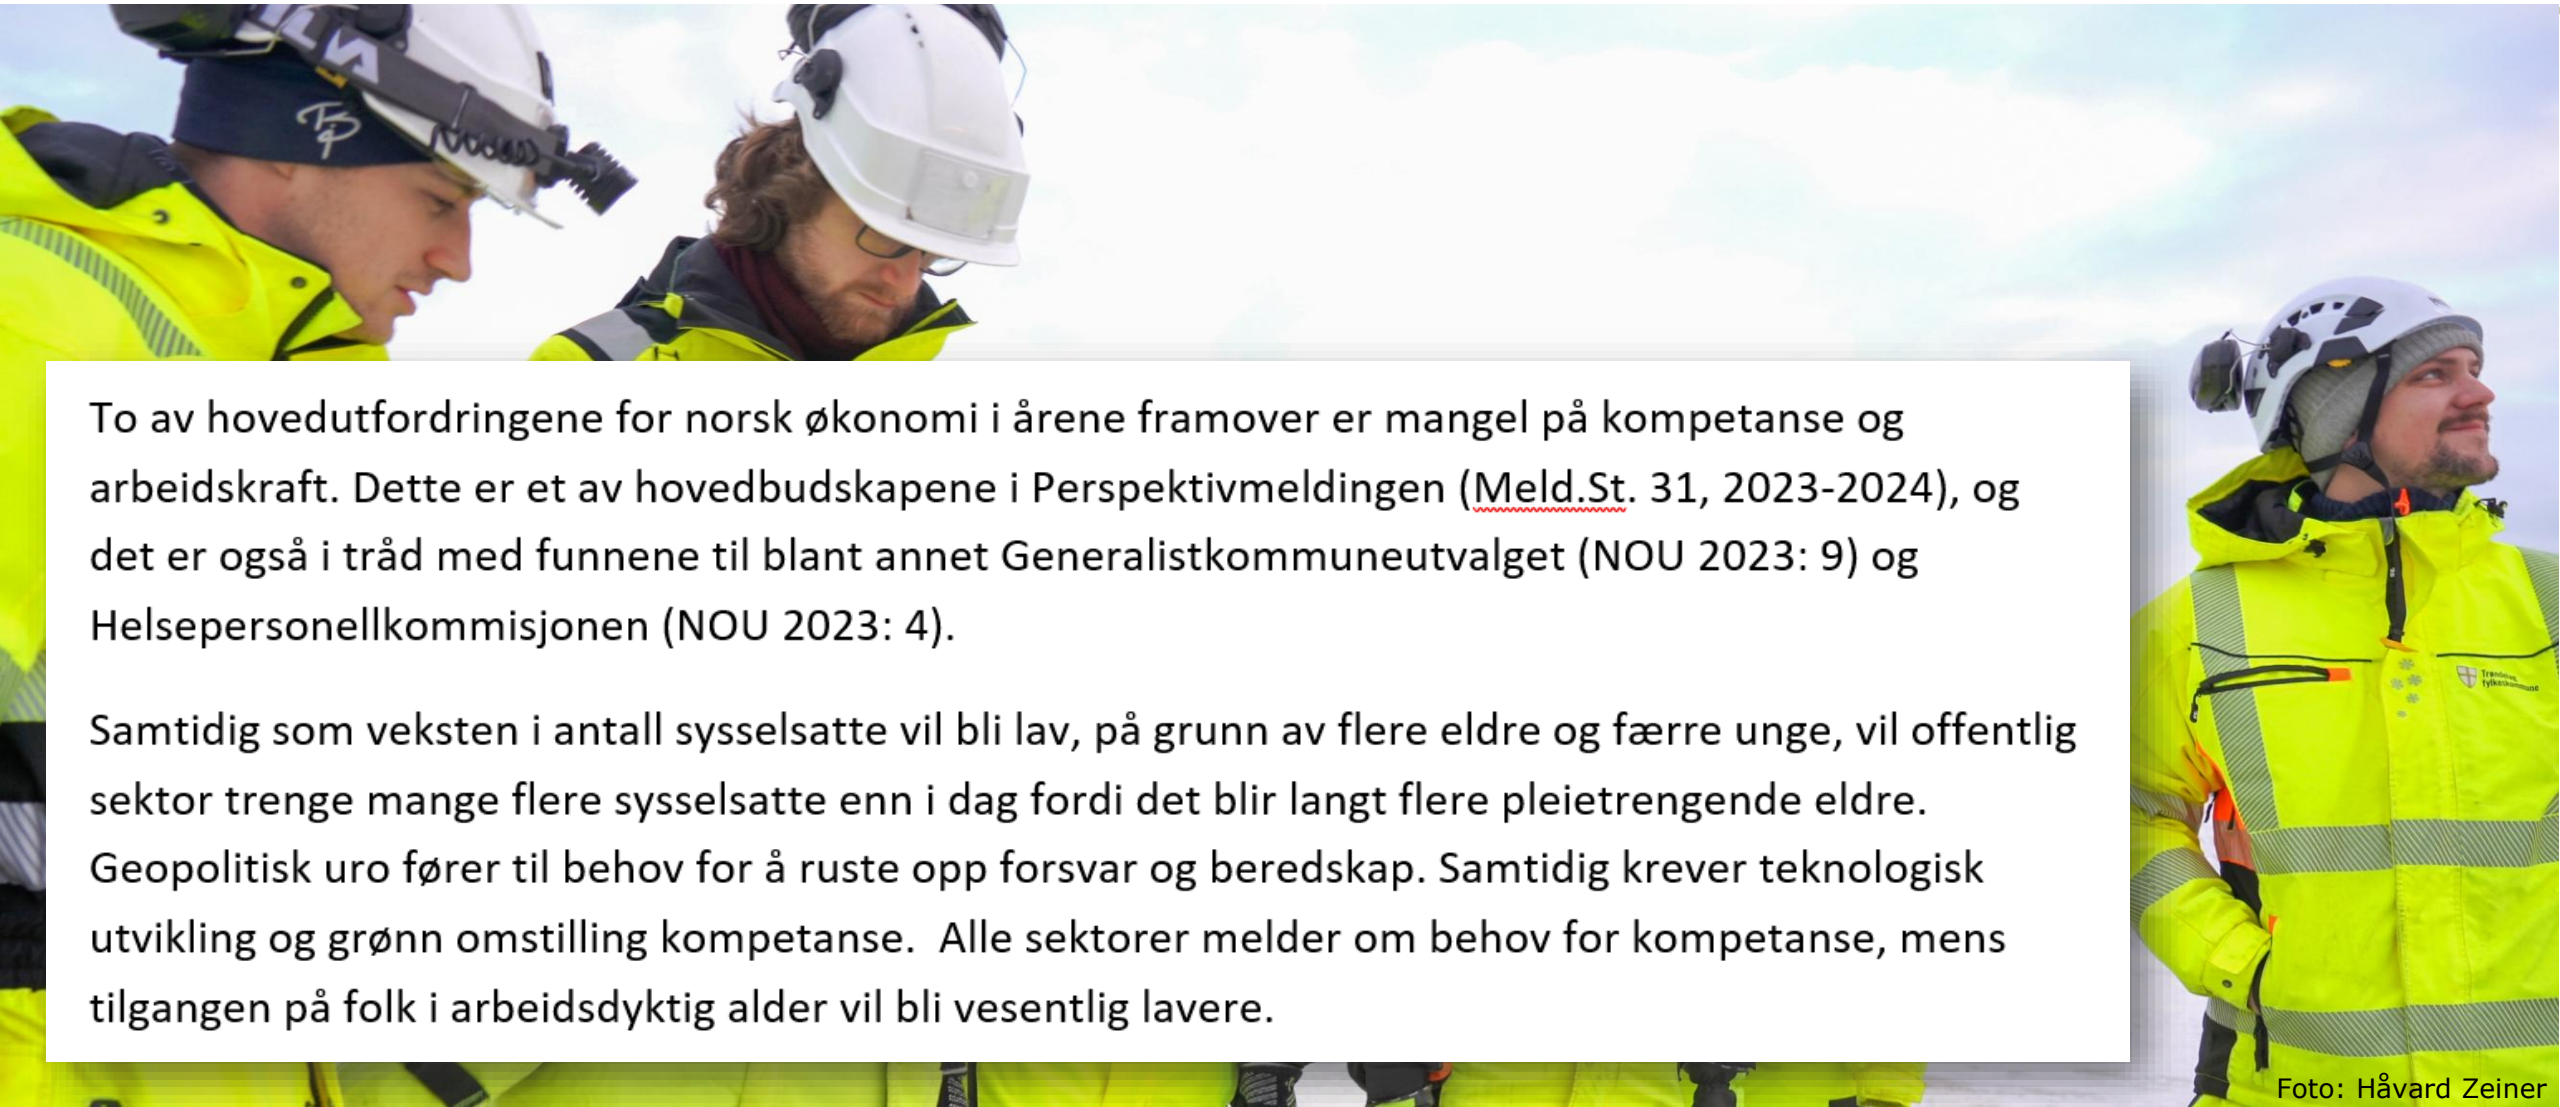 To av hovedutfordringene for norsk økonomi i årene framover er mangel på kompetanse og
arbeidskraft. Dette er et av hovedbudskapene i Perspektivmeldingen (Meld.St. 31, 2023-2024), og
det er også i tråd med funnene til blant annet Generalistkommuneutvalget (NOU 2023: 9) og
Helsepersonellkommisjonen (NOU 2023: 4).
Samtidig som veksten i antall sysselsatte vil bli lav, på grunn av flere eldre og færre unge, vil offentlig
sektor trenge mange flere sysselsatte enn i dag fordi det blir langt flere pleietrengende eldre.
Geopolitisk uro fører til behov for å ruste opp forsvar og beredskap. Samtidig krever teknologisk
utvikling og grønn omstilling kompetanse.  Alle sektorer melder om behov for kompetanse, mens
tilgangen på folk i arbeidsdyktig alder vil bli vesentlig lavere.
Trøndelag
fylkeskommune
Foto: Håvard Zeiner